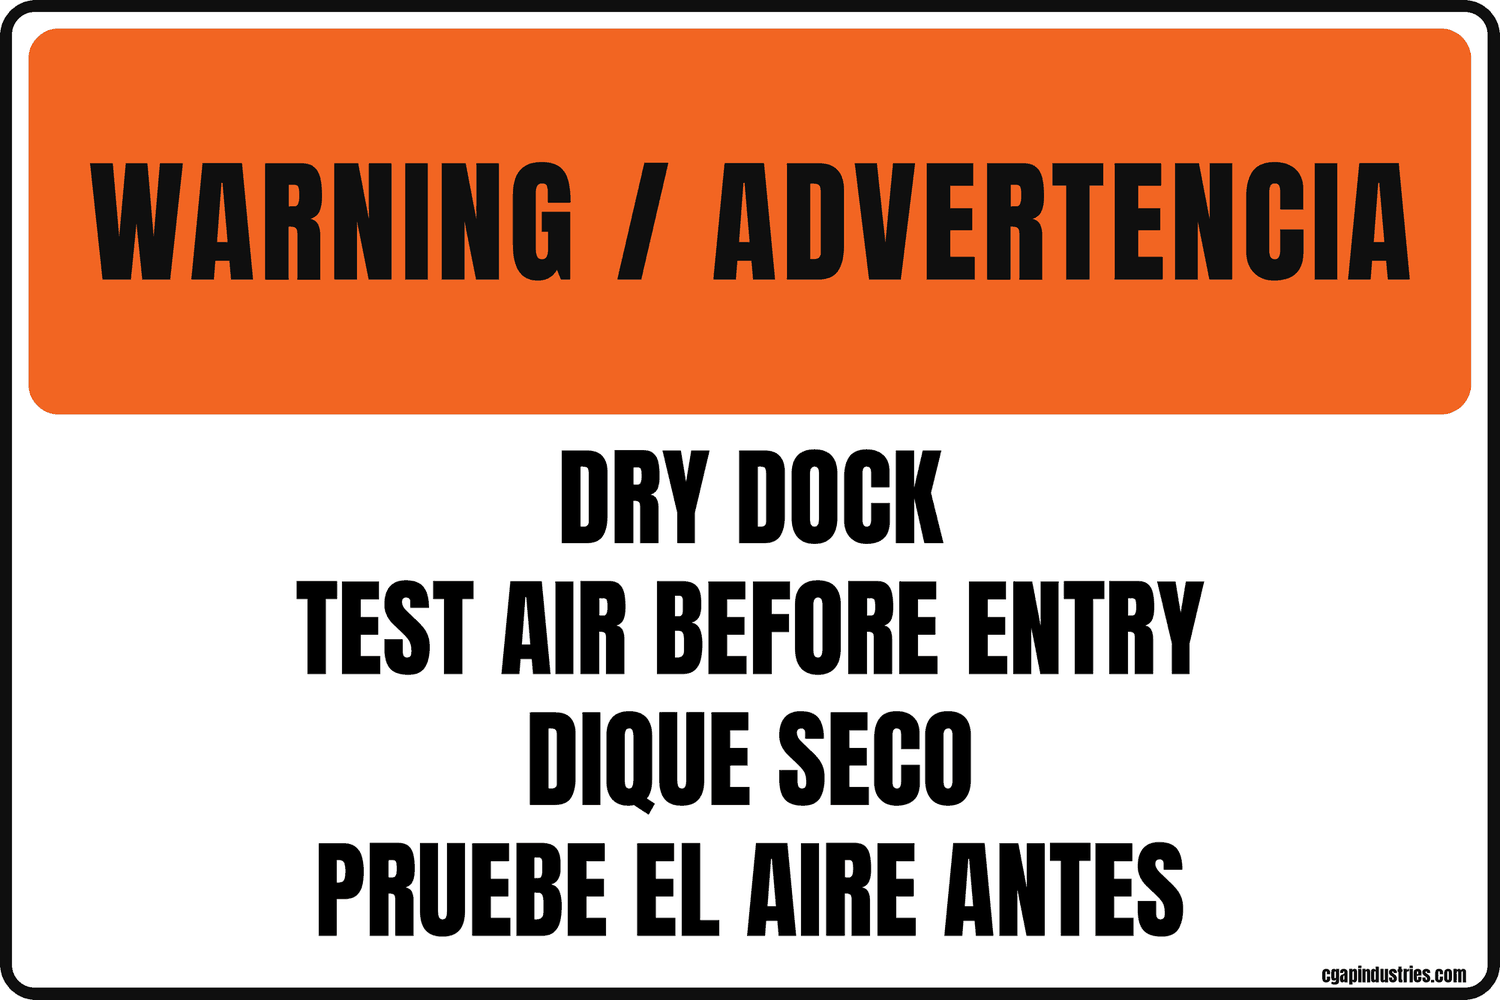 WARNING / ADVERTENCIA
DRY DOCK
TEST AIR BEFORE ENTRY
DIQUE SECO
PRUEBE EL AIRE ANTES
cgapindustries.com